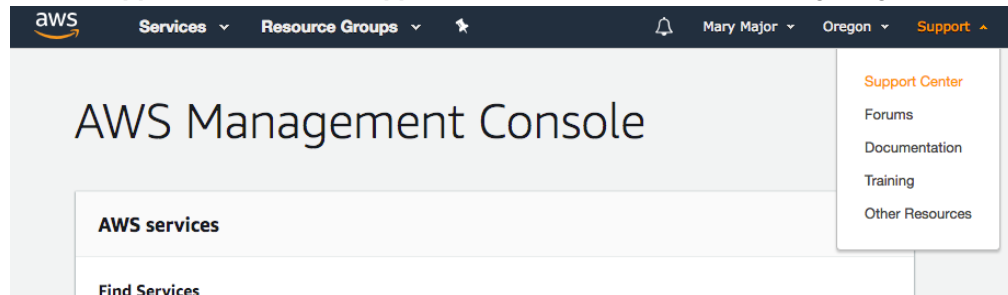 aws Services Resource Groups Mary Major Oregon Support
Support Center
Forums
Documentation
Training
Other Resources
AWS Management Console
AWS services
Find Services